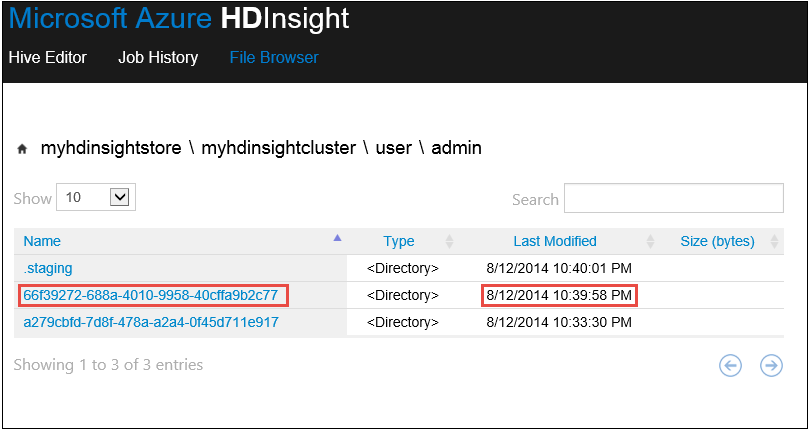 Microsoft Azure HDInsight
Hive Editor Job History File Browser
myhdinsightstore \ myhdinsightcluster \ user \ admin
Show 10 Search
Name Type Last Modified Size (bytes)
.staging <Directory> 8/12/2014 10:40:01 PM
66f39272-688a-4010-9958-40cffa9b2c77 <Directory> 8/12/2014 10:39:58 PM
a279cbfd-7d8f-478a-a2a4-0f45d711e917 <Directory> 8/12/2014 10:33:30 PM
Showing 1 to 3 of 3 entries